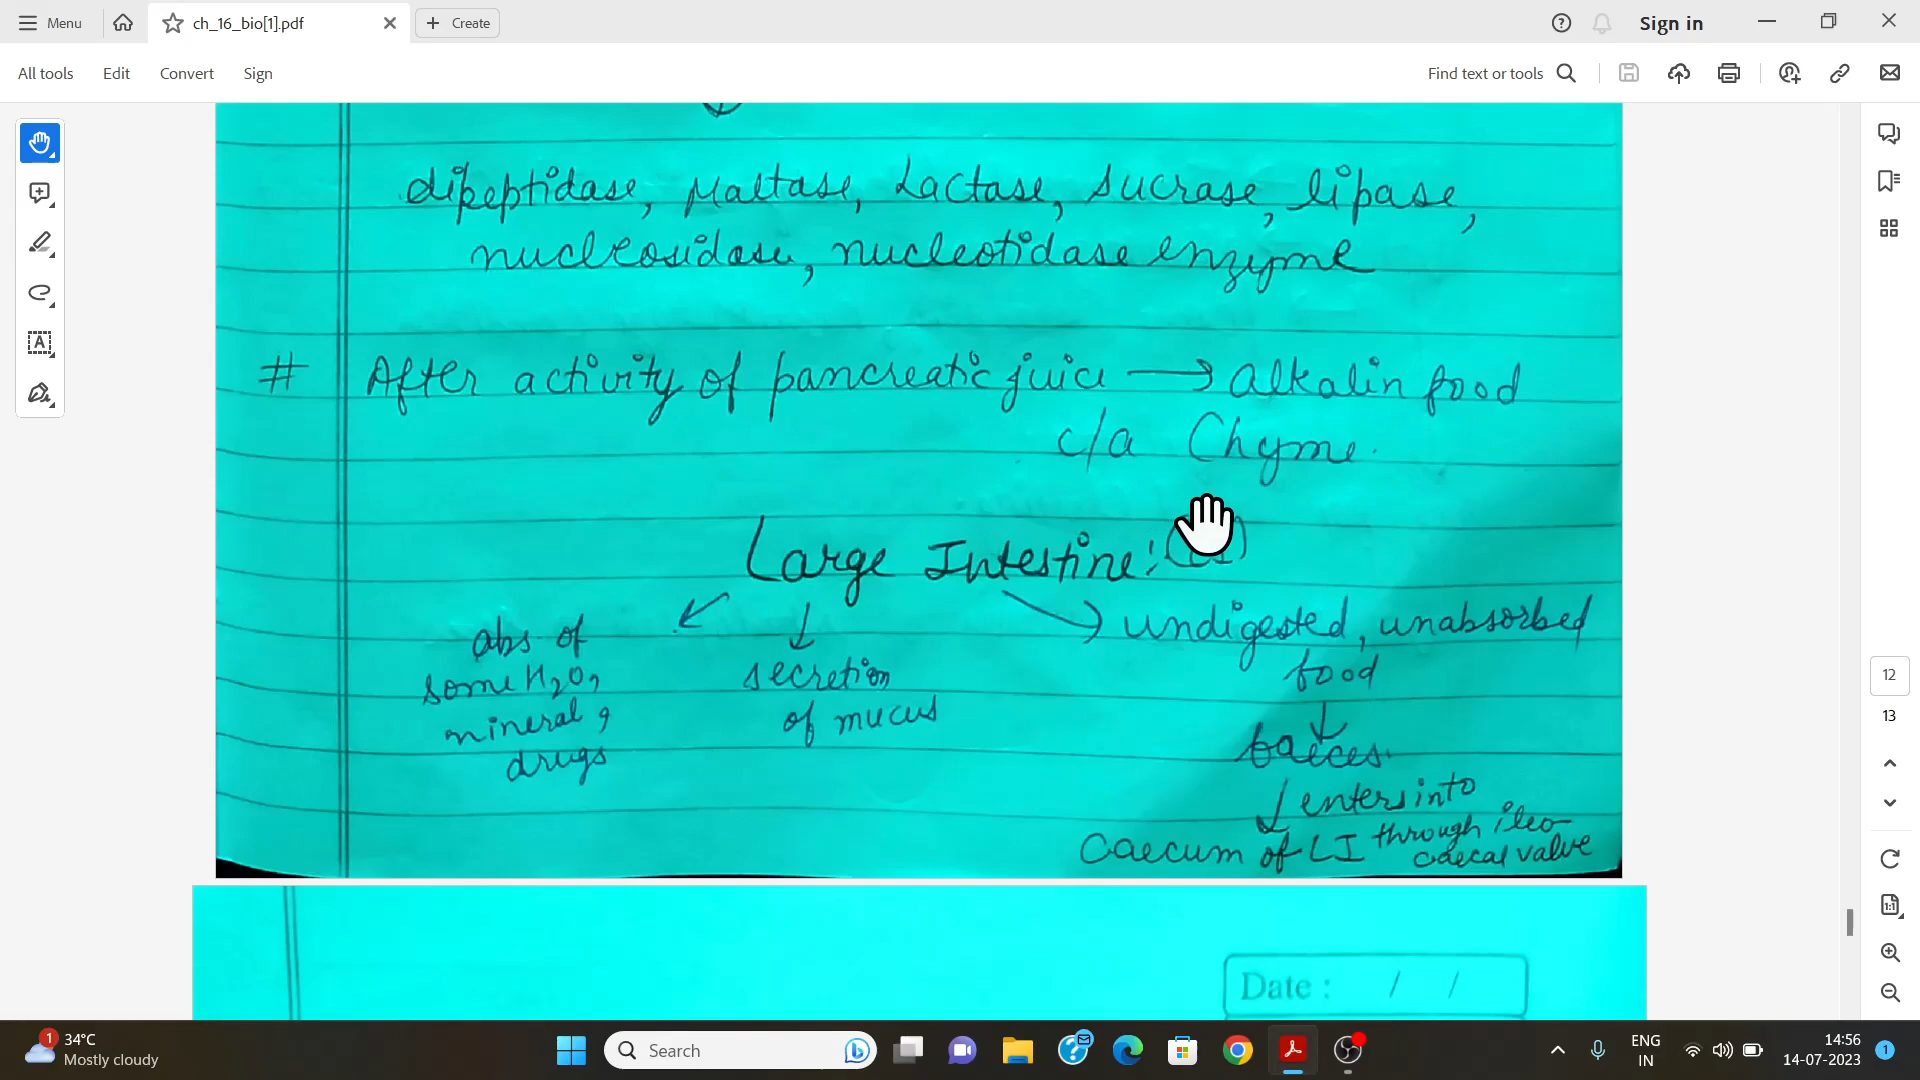 Menu
ch_16_bio[1].pdf
Create
Sign in
All tools
Edit
Convert
Sign
Find text or tools
dipeptidase, Maltase, Lactase, Sucrase, lipase,
nucleosidase, nucleotidase enzyme
# After activity of pancreatic juice → alkalin food
c/a Chyme.
Large Intestine:
abs of
some H2O,
mineral,
drugs
secretion
of mucus
undigested, unabsorbed
food
↓
faeces.
↓ enters into
Caecum of LI through ileo-
caecal valve
Date : / /
12
13
1
34°C
Mostly cloudy
Search
ENG
IN
14:56
14-07-2023
1